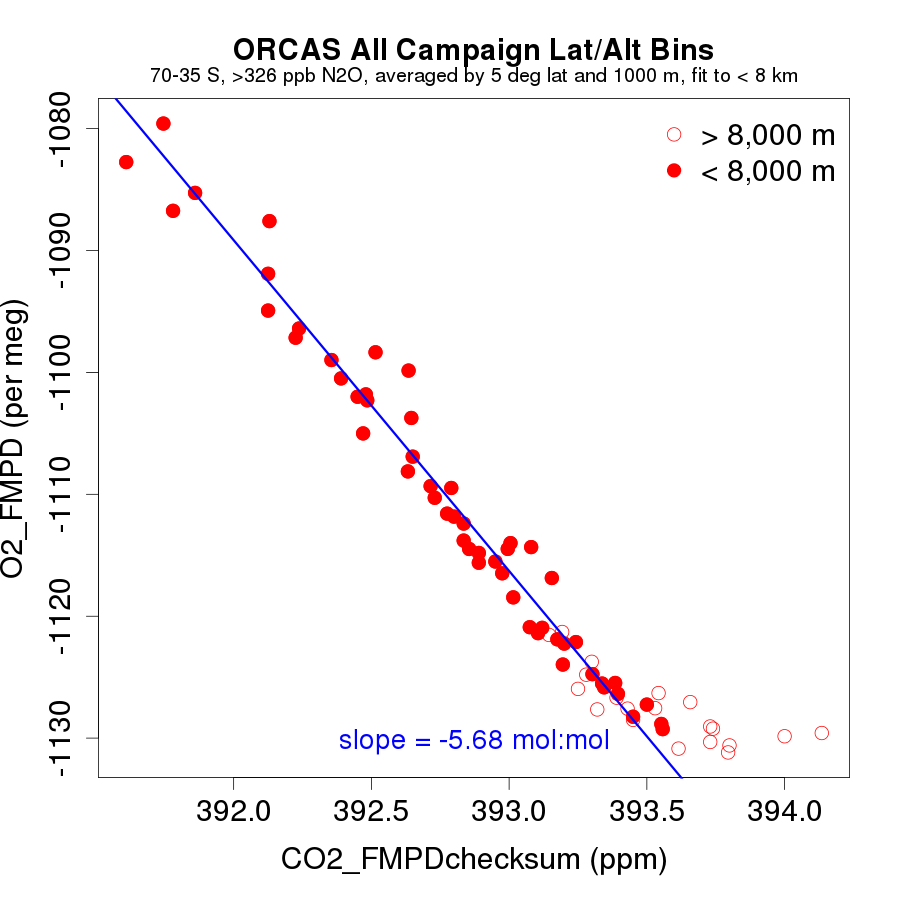 ORCAS All Campaign Lat/Alt Bins
70-35 S, >326 ppb N2O, averaged by 5 deg lat and 1000 m, fit to < 8 km
> 8,000 m
< 8,000 m
O2_FMPD (per meg)
-1080
-1090
-1100
-1110
-1120
-1130
slope = -5.68 mol:mol
392.0 392.5 393.0 393.5 394.0
CO2_FMPDchecksum (ppm)